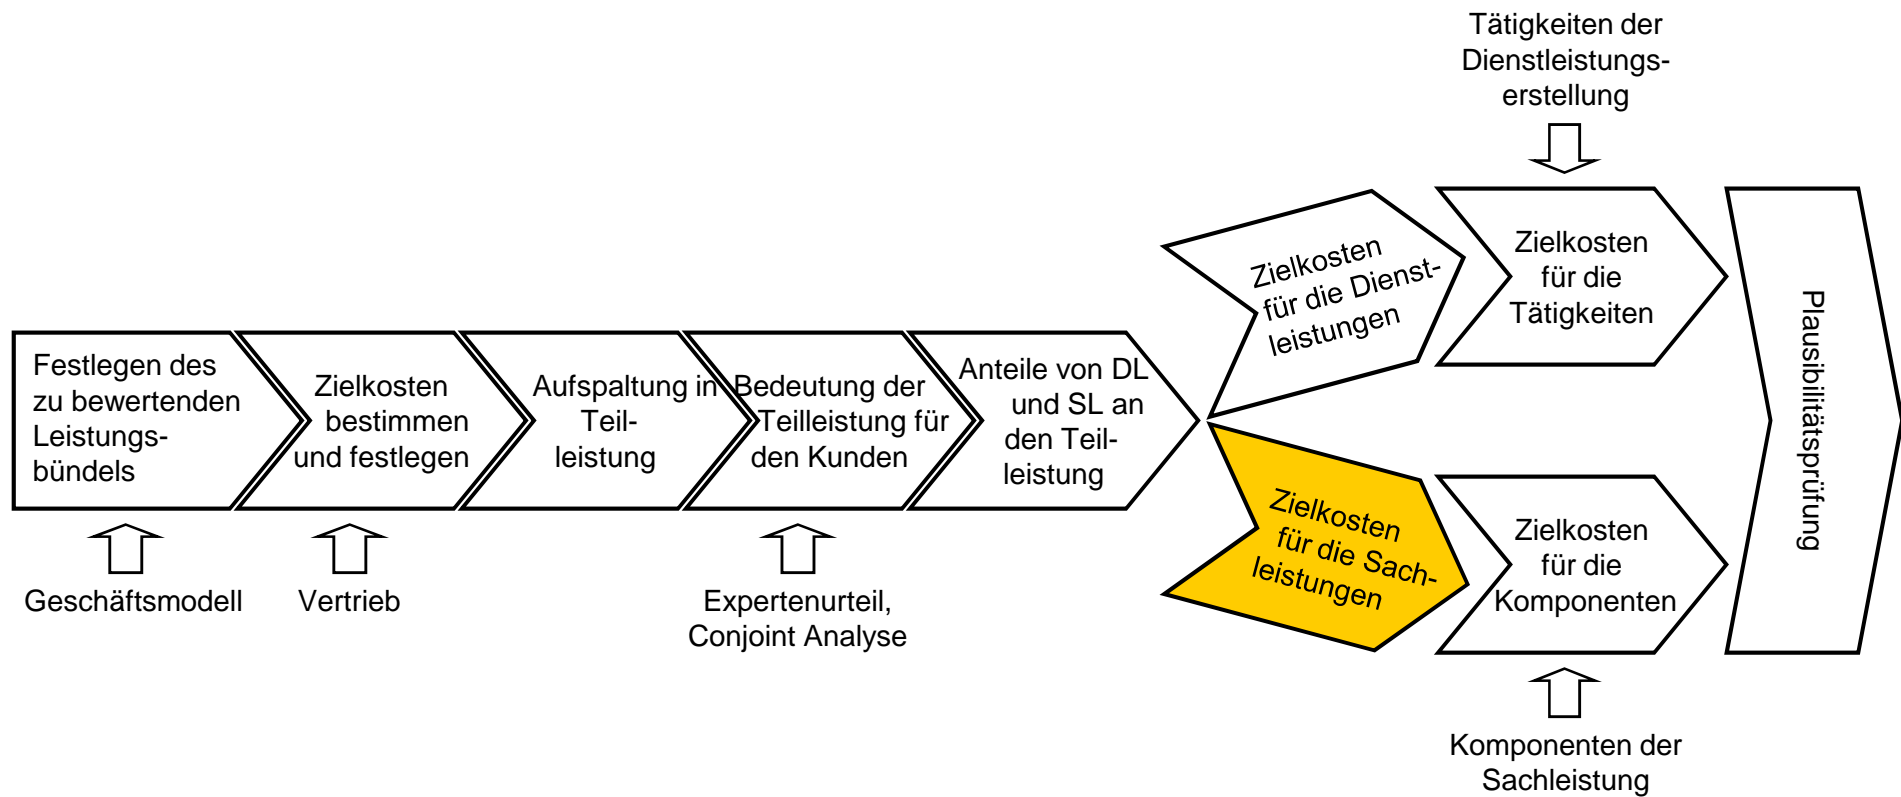 Tätigkeiten der
Dienstleistungs-
erstellung
Festlegen des
zu bewertenden
Leistungs-
bündels
Zielkosten
bestimmen
und festlegen
Aufspaltung in
Teil-
leistung
Bedeutung der
Teilleistung für
den Kunden
Anteile von DL
und SL an
den Teil-
leistung
Zielkosten
für die Dienst-
leistungen
Zielkosten
für die
Tätigkeiten
Zielkosten
für die Sach-
leistungen
Zielkosten
für die
Komponenten
Plausibilitätsprüfung
Geschäftsmodell
Vertrieb
Expertenurteil,
Conjoint Analyse
Komponenten der
Sachleistung